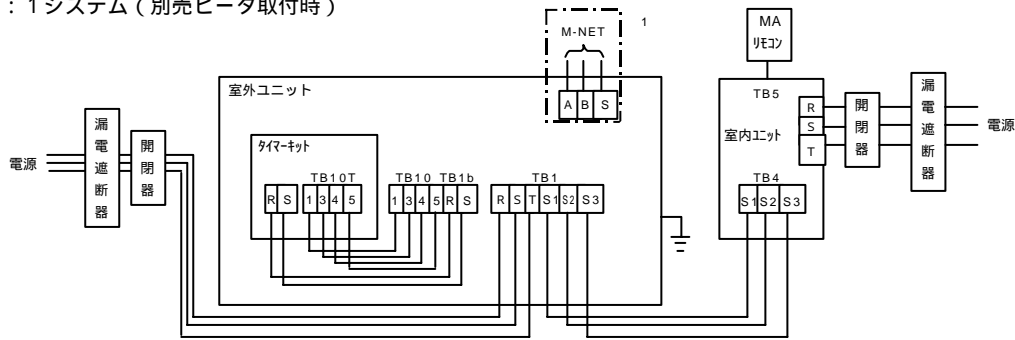 ：1システム（別売ヒータ取付時）
M-NET
1
A B S
MA
リモコン
室外ユニット
TB5
漏電遮断器
開閉器
電源
タイマーキット
TB10T TB10 TB1b TB1
R S 1 3 4 5 1 3 4 5 R S R S T S1 S2 S3
室内ユニット
R
S
T
開閉器
漏電遮断器
電源
TB4
S1 S2 S3